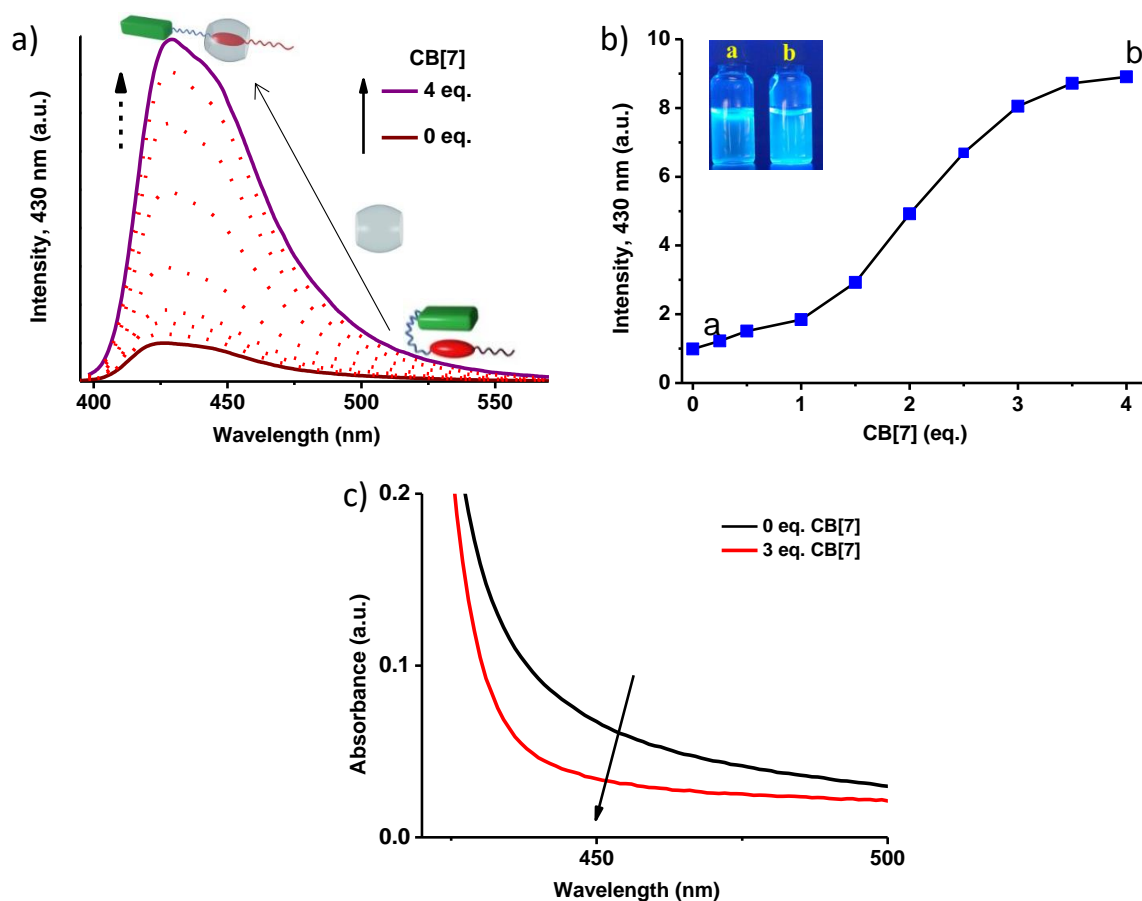 a)
CB[7]
4 eq.
0 eq.
Intensity, 430 nm (a.u.)
400 450 500 550
Wavelength (nm)
b)
a b
b
a
10
8
6
4
2
0
Intensity, 430 nm (a.u.)
0 1 2 3 4
CB[7] (eq.)
c)
0 eq. CB[7]
3 eq. CB[7]
0.2
0.1
0.0
Absorbance (a.u.)
450 500
Wavelength (nm)